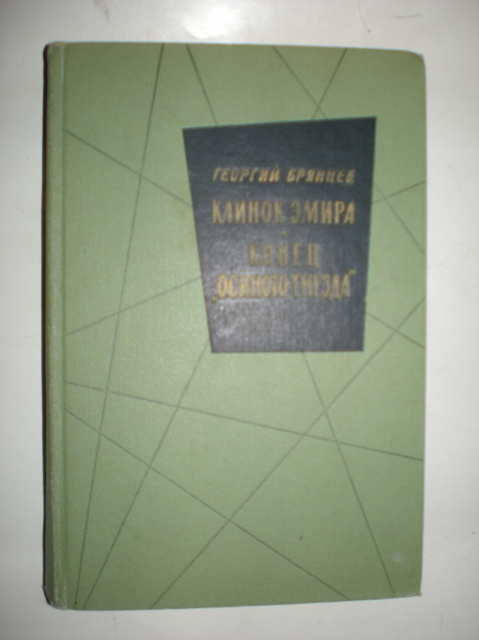 ГЕОРГИЙ БРЯНЦЕВ
КЛИНОК ЭМИРА
КОНЕЦ
„ОСИНОГО ГНЕЗДА“